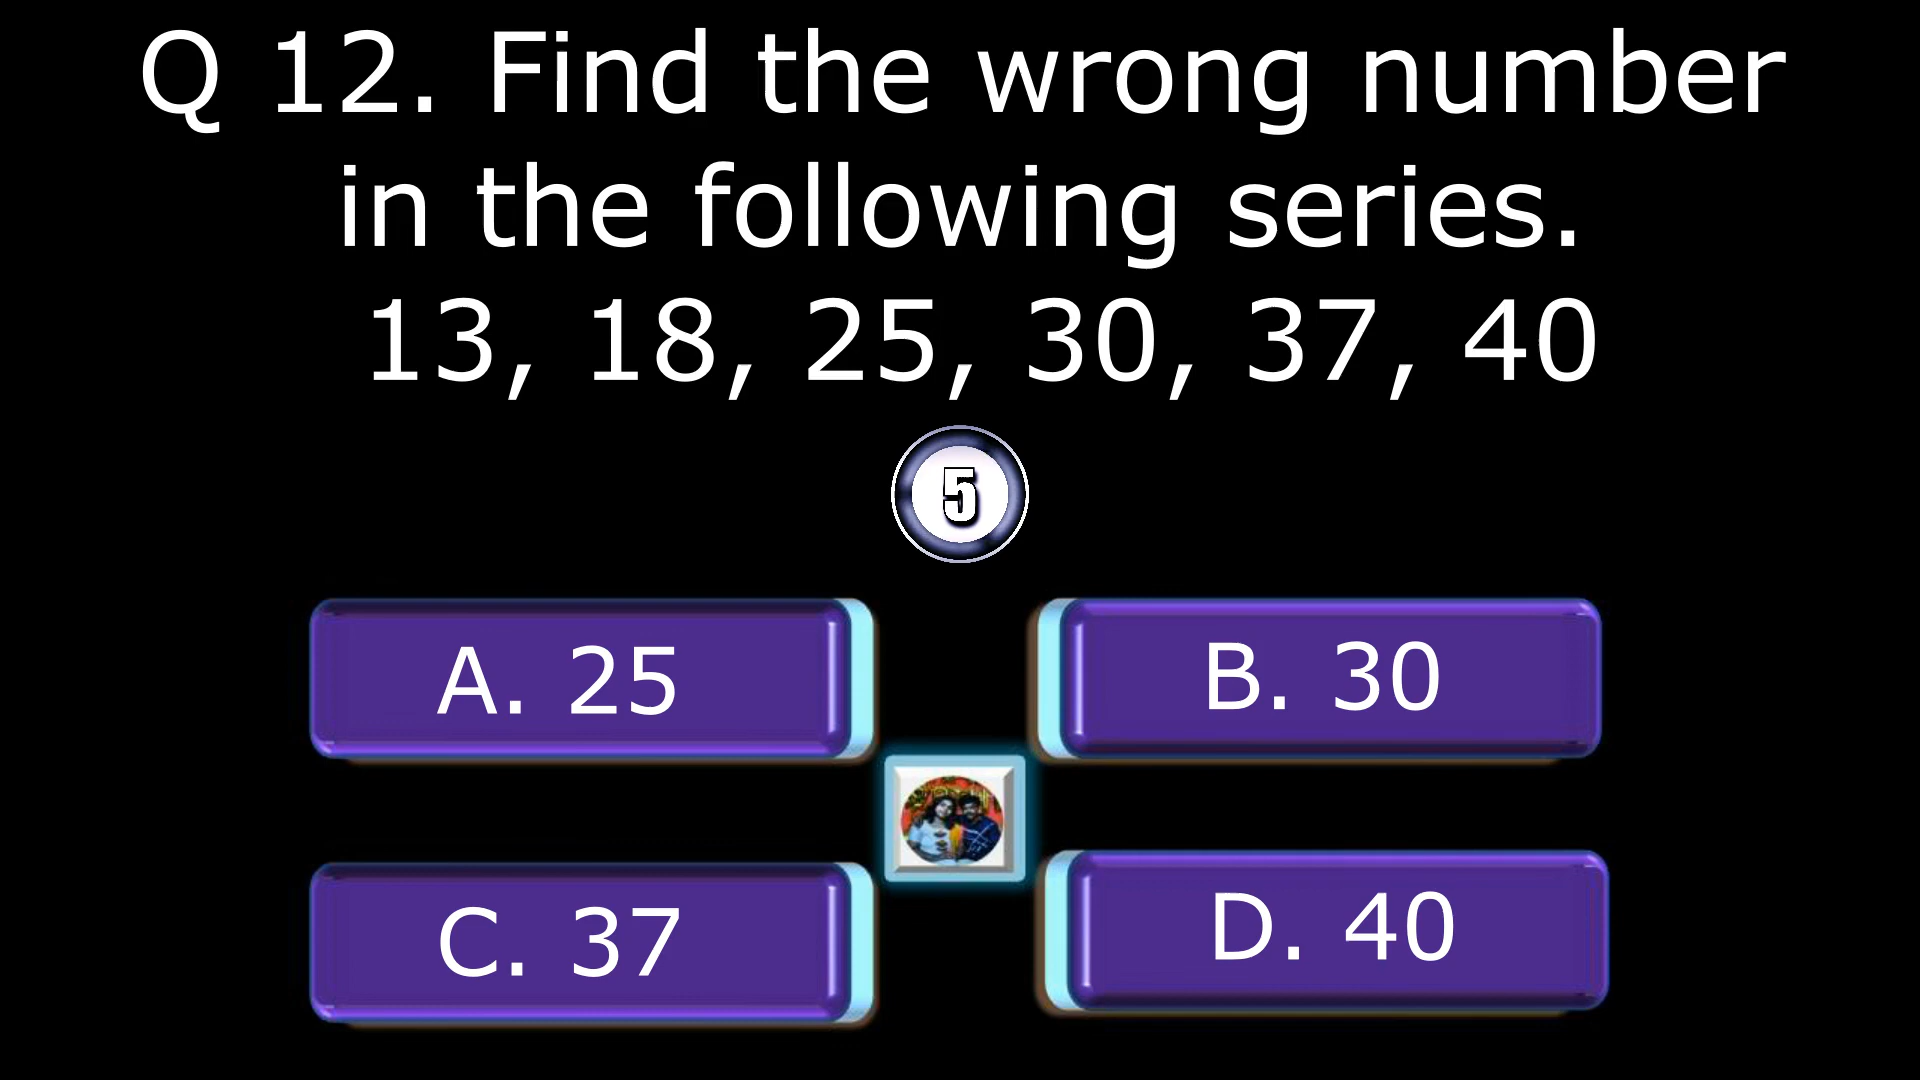 Q 12. Find the wrong number
in the following series.
13, 18, 25, 30, 37, 40
5
A. 25
B. 30
C. 37
D. 40